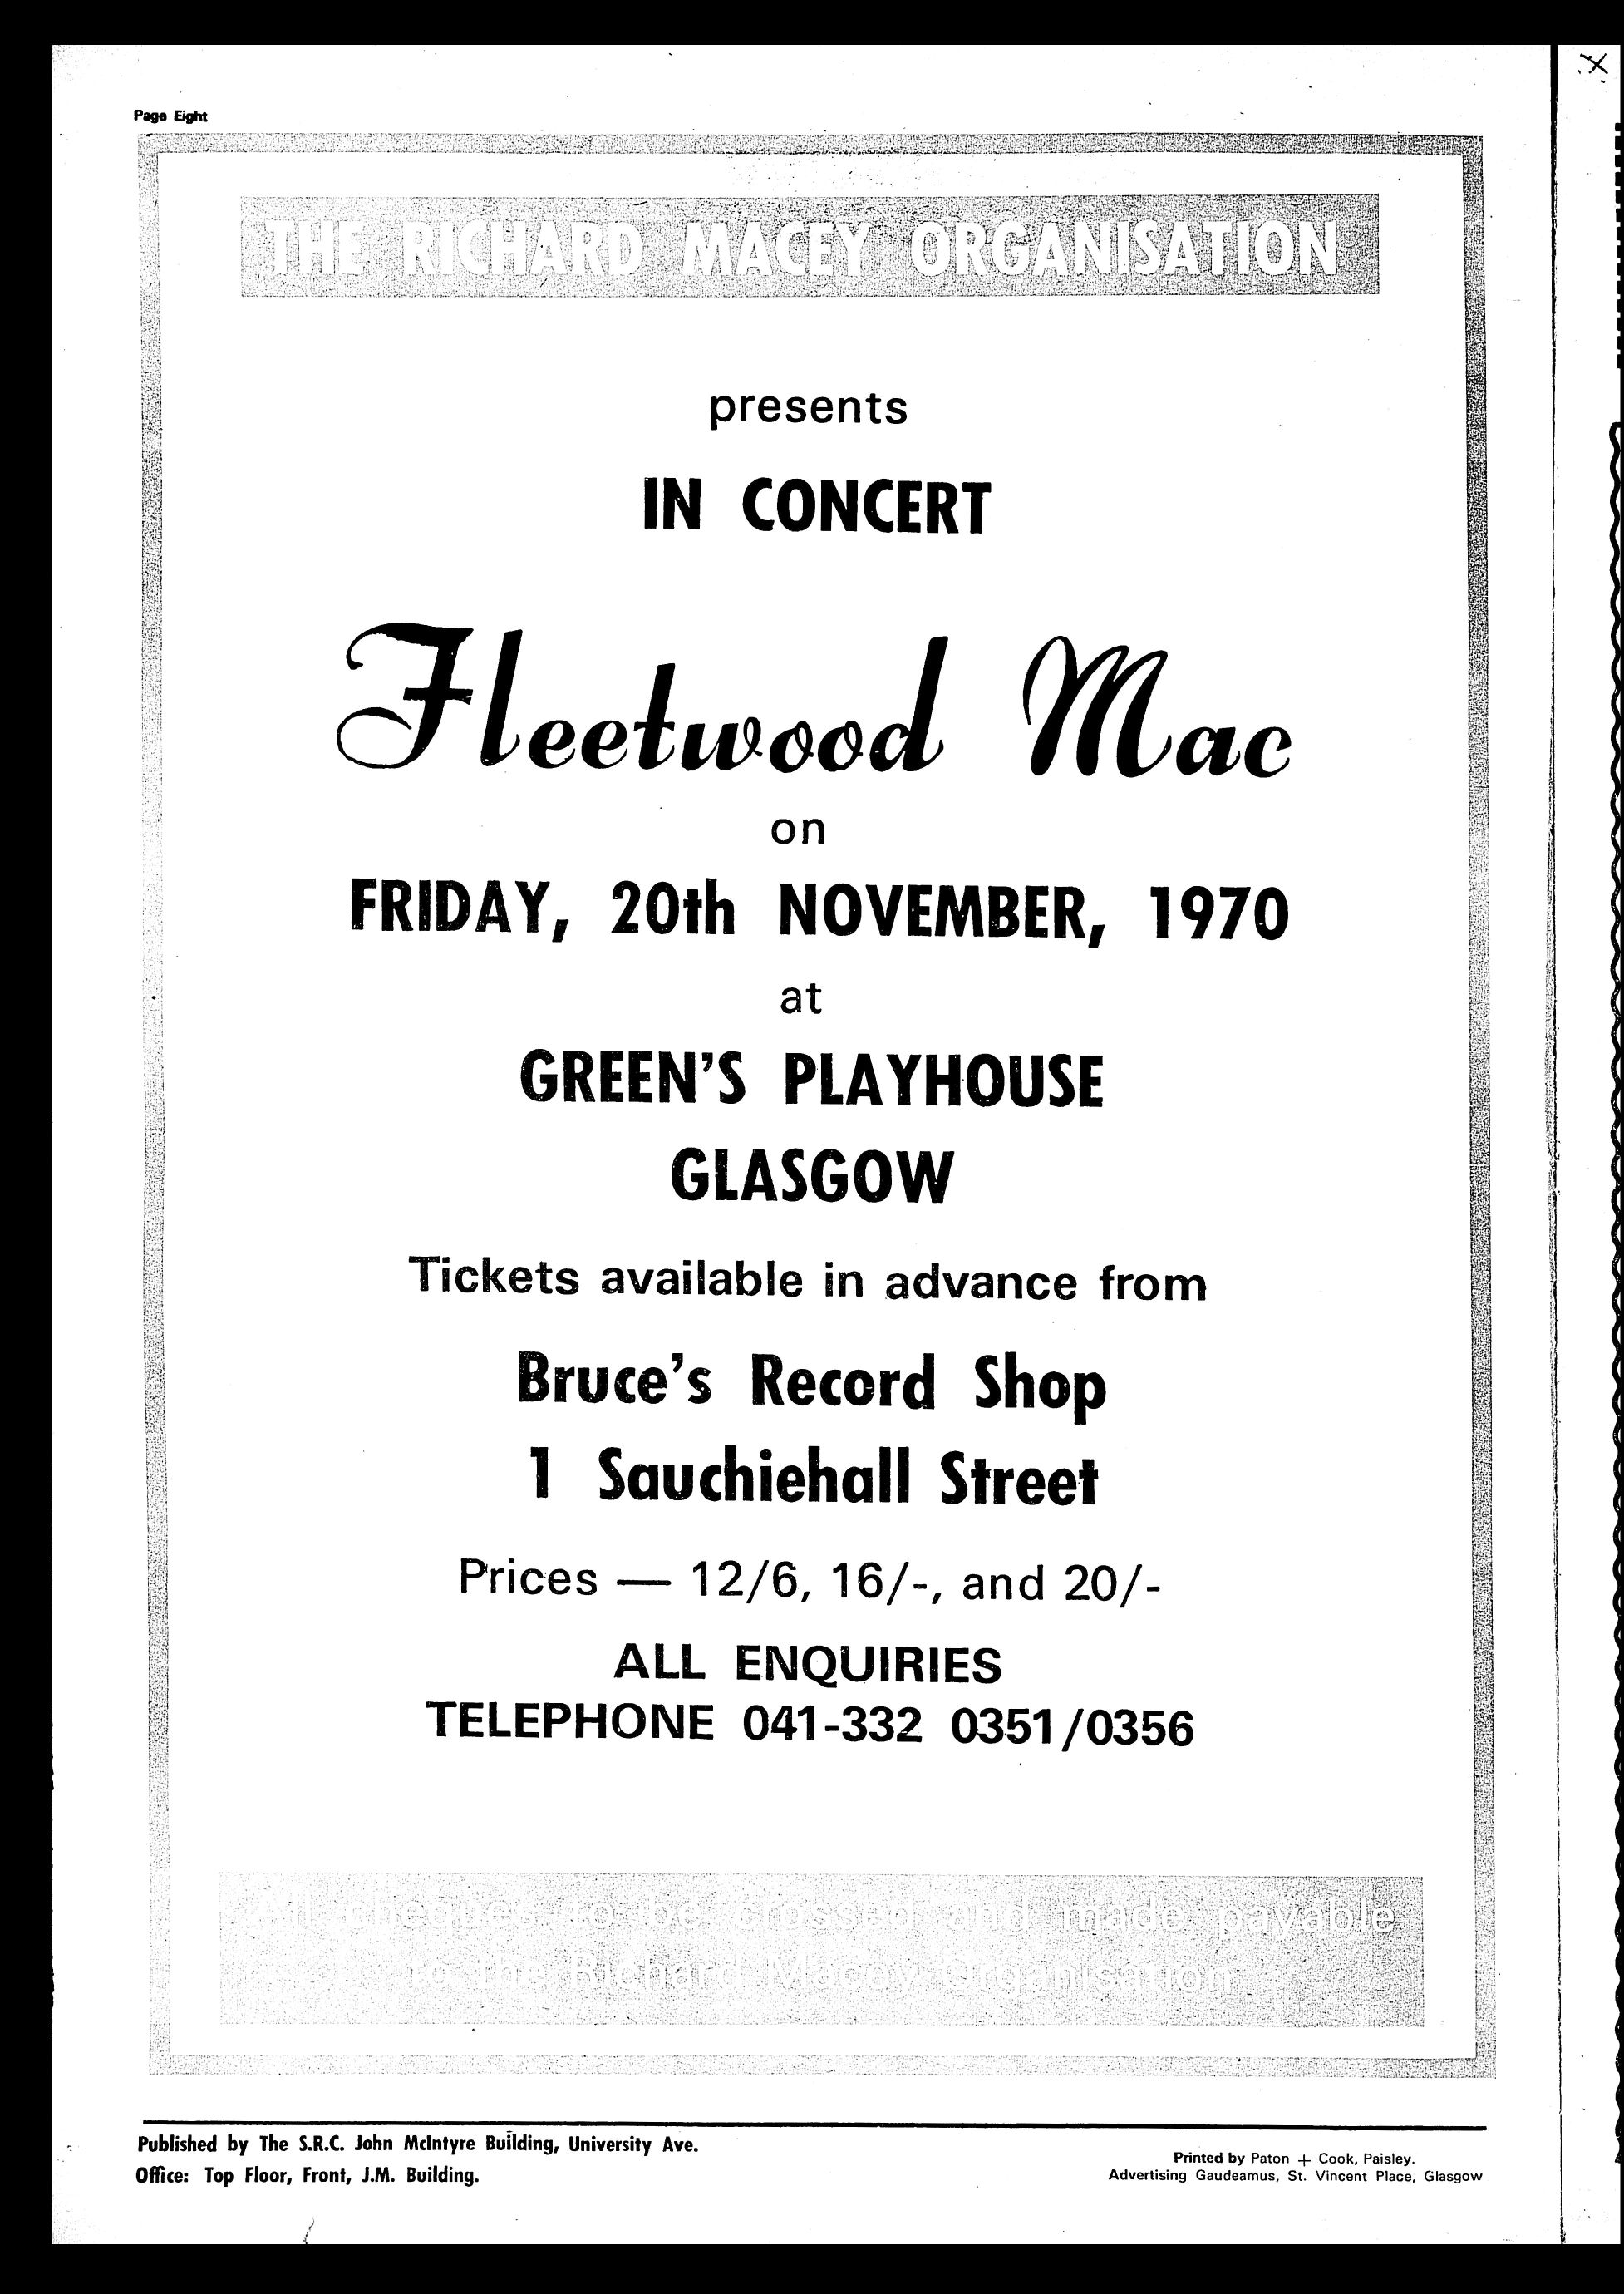 Page Eight
THE RICHARD MACEY ORGANISATION
presents
IN CONCERT
Fleetwood Mac
on
FRIDAY, 20th NOVEMBER, 1970
at
GREEN'S PLAYHOUSE
GLASGOW
Tickets available in advance from
Bruce's Record Shop
1 Sauchiehall Street
Prices — 12/6, 16/-, and 20/-
ALL ENQUIRIES
TELEPHONE 041-332 0351/0356
All cheques to be crossed and made payable
to the Richard Macey Organisation
Published by The S.R.C. John McIntyre Building, University Ave.
Office: Top Floor, Front, J.M. Building.
Printed by Paton + Cook, Paisley.
Advertising Gaudeamus, St. Vincent Place, Glasgow